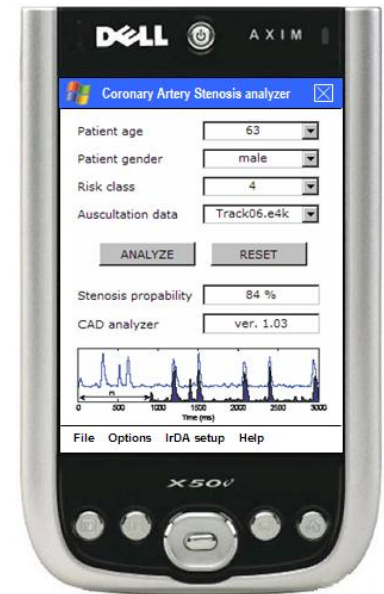 DELL AXIM
Coronary Artery Stenosis analyzer
Patient age 63
Patient gender male
Risk class 4
Auscultation data Track06.e4k
ANALYZE RESET
Stenosis propability 84 %
CAD analyzer ver. 1.03
m
0 500 1000 1500 2000 2500 3000
Time (ms)
File Options IrDA setup Help
X50v